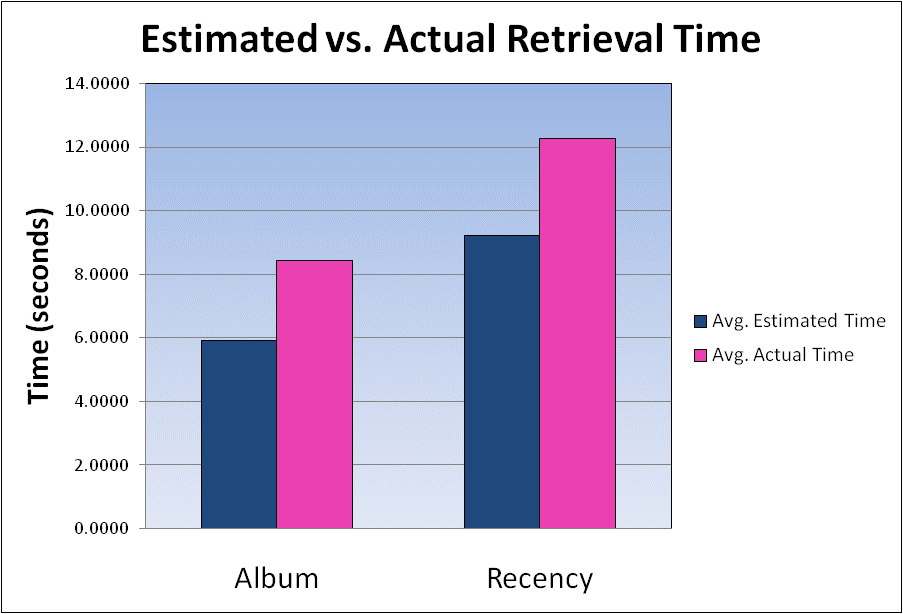 Estimated vs. Actual Retrieval Time
14.0000
12.0000
10.0000
8.0000
6.0000
4.0000
2.0000
0.0000
Time (seconds)
Album
Recency
Avg. Estimated Time
Avg. Actual Time